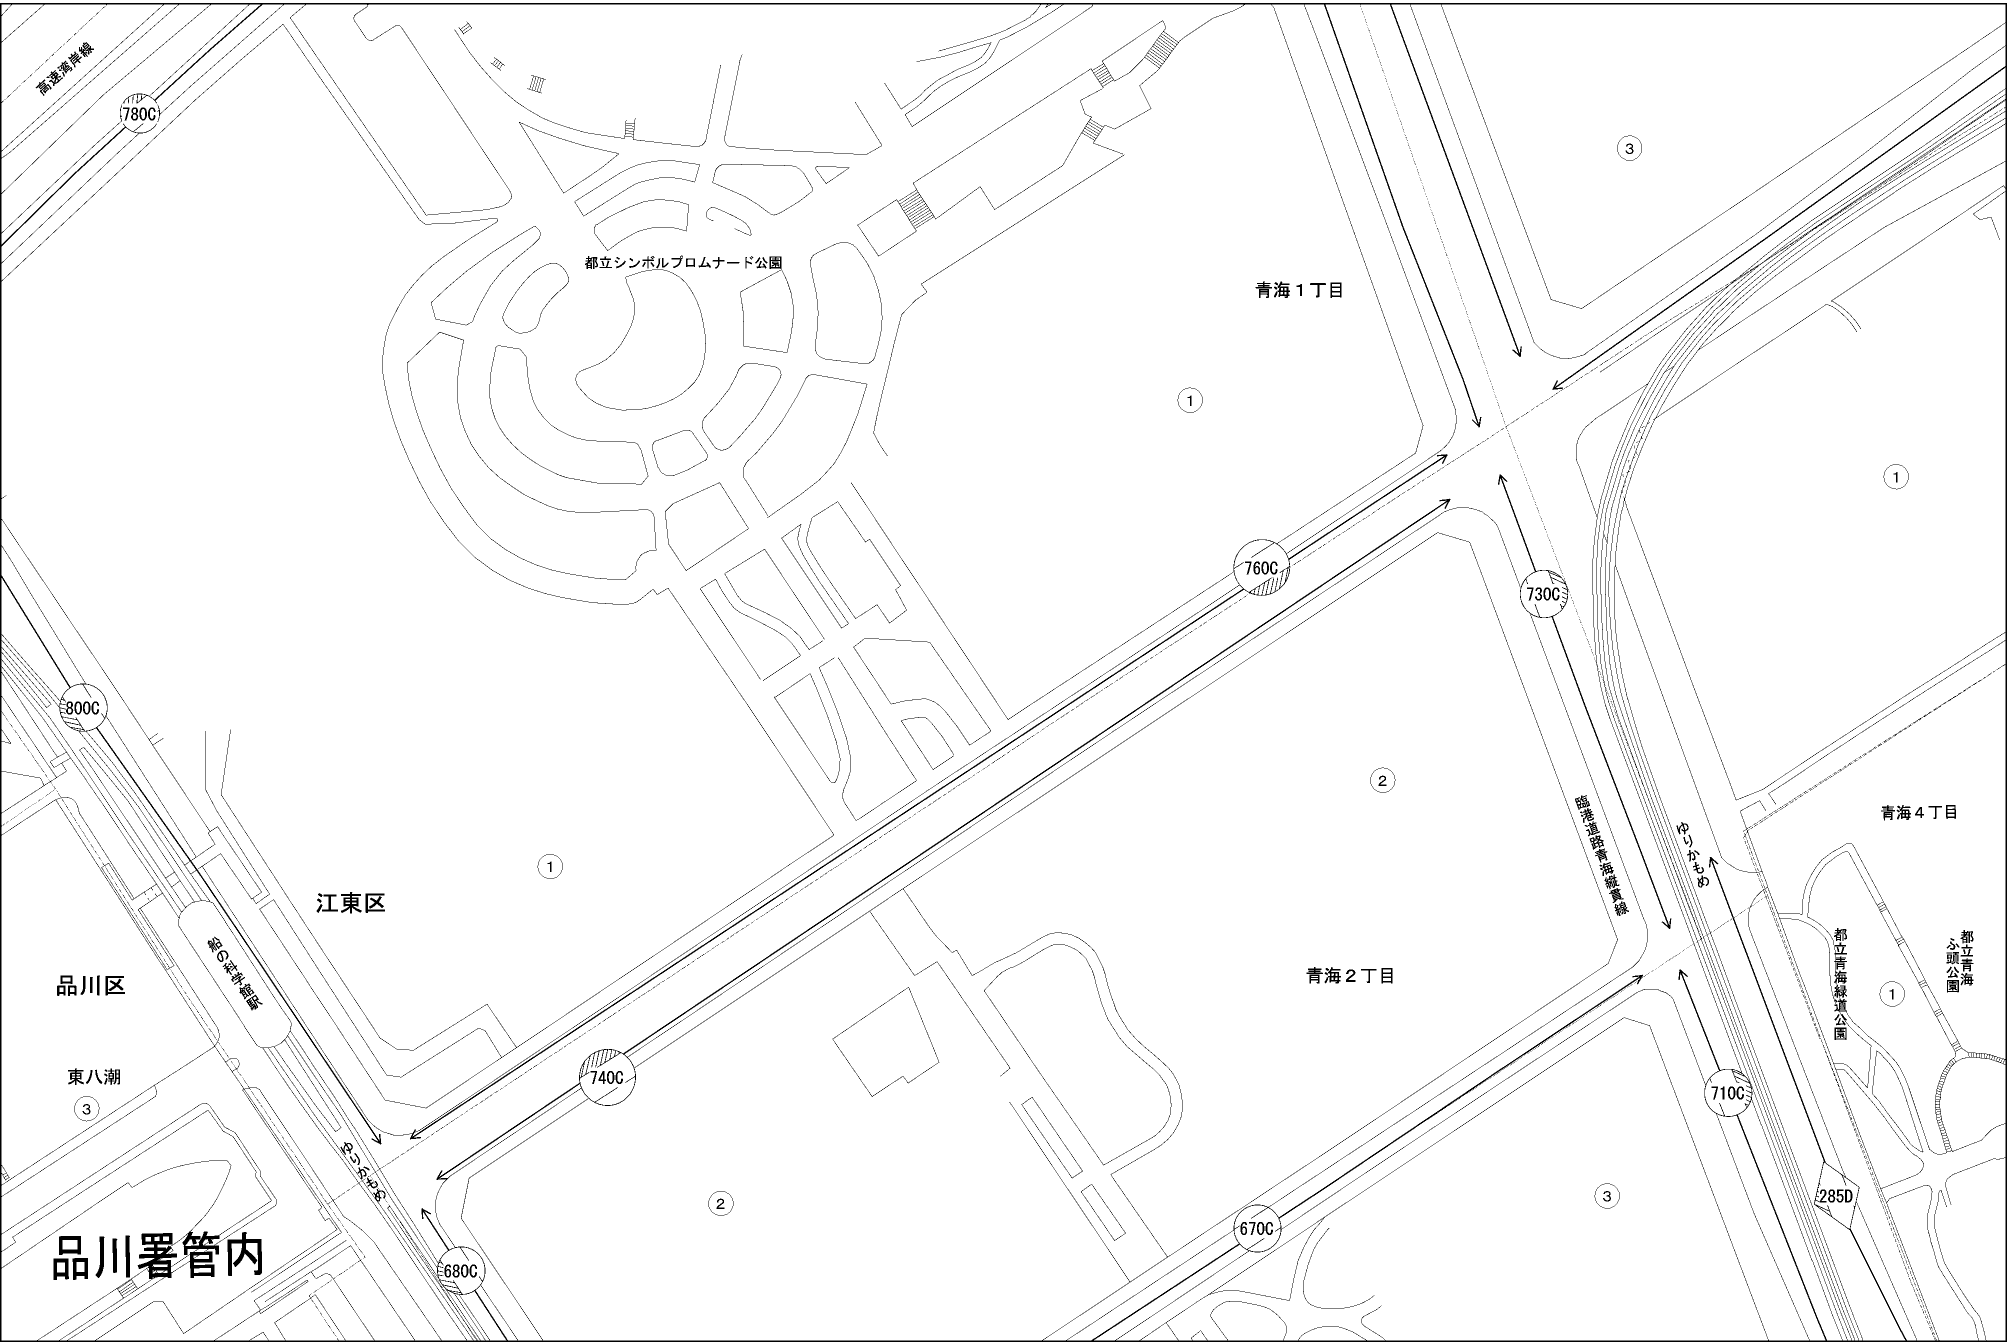 高速湾岸線
780C
3
都立シンボルプロムナード公園
青海１丁目
1
1
760C
730C
800C
2
臨港道路青海縦貫線
ゆりかもめ
青海４丁目
1
江東区
船の科学館駅
品川区
青海２丁目
都立青海緑道公園
都立青海
ふ頭公園
1
東八潮
3
740C
710C
ゆりかもめ
2
3
285D
670C
品川署管内
680C